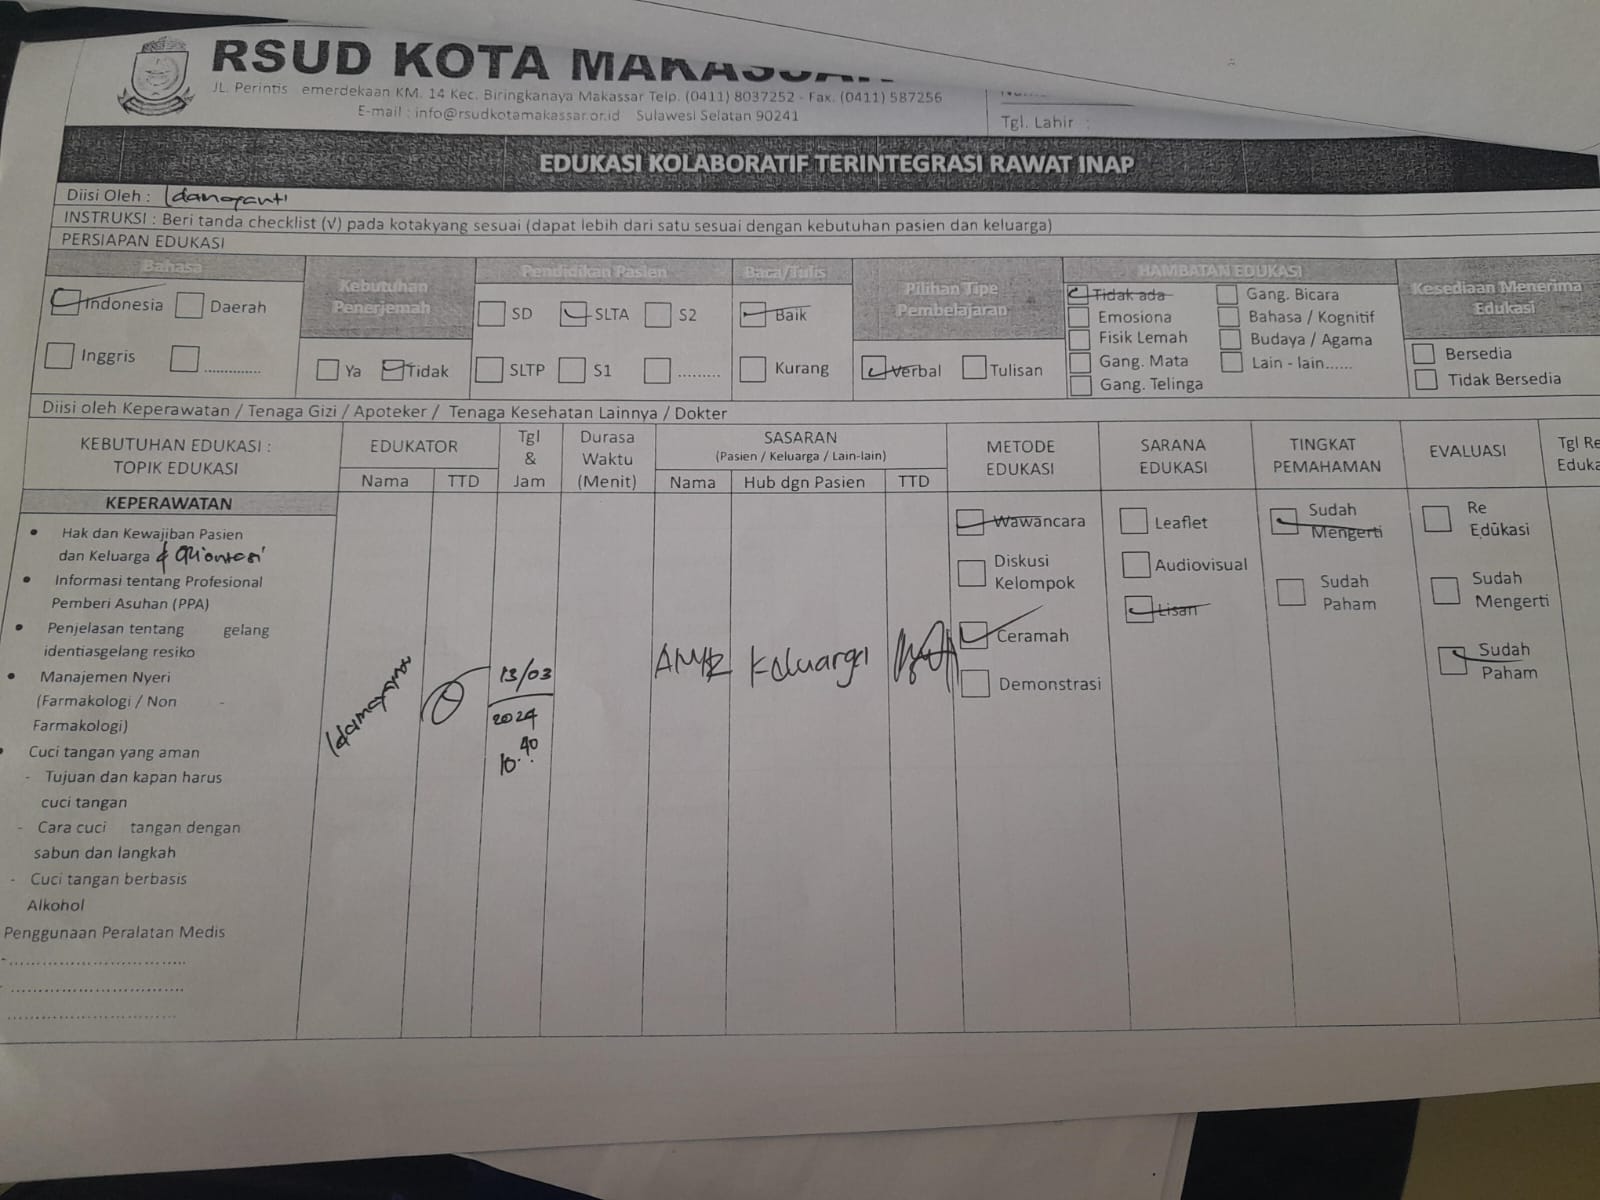 RSUD KOTA MAKASSAR
JL. Perintis emerdekaan KM. 14 Kec. Biringkanaya Makassar Telp. (0411) 8037252 - Fax. (0411) 587256
E-mail : info@rsudkotamakassar.or.id Sulawesi Selatan 90241
Tgl. Lahir :
EDUKASI KOLABORATIF TERINTEGRASI RAWAT INAP
Diisi Oleh :
INSTRUKSI : Beri tanda checklist (√) pada kotakyang sesuai (dapat lebih dari satu sesuai dengan kebutuhan pasien dan keluarga)
PERSIAPAN EDUKASI
Bahasa
Indonesia Daerah
Inggris .............
Kebutuhan
Penerjemah
Ya Tidak
Pendidikan Pasien
SD SLTA S2
SLTP S1 .........
Baca/Tulis
Baik
Kurang
Pilihan Tipe
Pembelajaran
Verbal Tulisan
HAMBATAN EDUKASI
Tidak ada Gang. Bicara
Emosiona Bahasa / Kognitif
Fisik Lemah Budaya / Agama
Gang. Mata Lain - lain......
Gang. Telinga
Kesediaan Menerima
Edukasi
Bersedia
Tidak Bersedia
Diisi oleh Keperawatan / Tenaga Gizi / Apoteker / Tenaga Kesehatan Lainnya / Dokter
KEBUTUHAN EDUKASI :
TOPIK EDUKASI
EDUKATOR
Nama TTD
Tgl
&
Jam
Durasa
Waktu
(Menit)
SASARAN
(Pasien / Keluarga / Lain-lain)
Nama Hub dgn Pasien TTD
METODE
EDUKASI
SARANA
EDUKASI
TINGKAT
PEMAHAMAN
EVALUASI
Tgl Re
Eduka
KEPERAWATAN
• Hak dan Kewajiban Pasien
dan Keluarga & Orientasi
• Informasi tentang Profesional
Pemberi Asuhan (PPA)
• Penjelasan tentang gelang
identiasgelang resiko
• Manajemen Nyeri
(Farmakologi / Non -
Farmakologi)
• Cuci tangan yang aman
- Tujuan dan kapan harus
cuci tangan
- Cara cuci tangan dengan
sabun dan langkah
- Cuci tangan berbasis
Alkohol
Penggunaan Peralatan Medis
-................................
-...............................
..............................
13/03
2024
10.40
Keluarga
Wawancara
Diskusi
Kelompok
Ceramah
Demonstrasi
Leaflet
Audiovisual
Lisan
Sudah
Mengerti
Sudah
Paham
Re
Edukasi
Sudah
Mengerti
Sudah
Paham